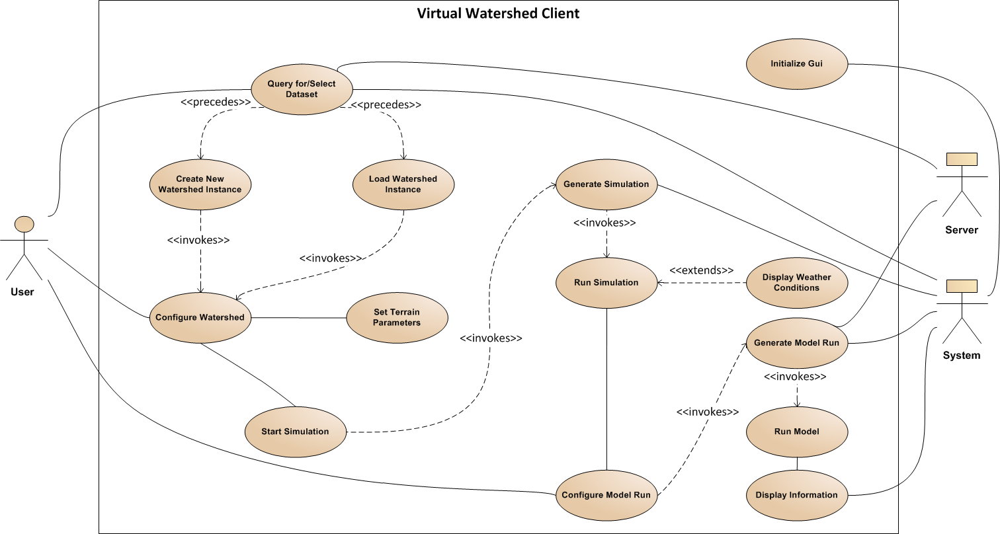 Virtual Watershed Client
Initialize Gui
Query for/Select
Dataset
<<precedes>>
<<precedes>>
Create New
Watershed Instance
Load Watershed
Instance
Generate Simulation
Server
<<invokes>>
<<invokes>>
<<invokes>>
User
Run Simulation
<<extends>>
Display Weather
Conditions
Configure Watershed
Set Terrain
Parameters
<<invokes>>
Generate Model Run
System
<<invokes>>
Start Simulation
<<invokes>>
Run Model
Configure Model Run
Display Information